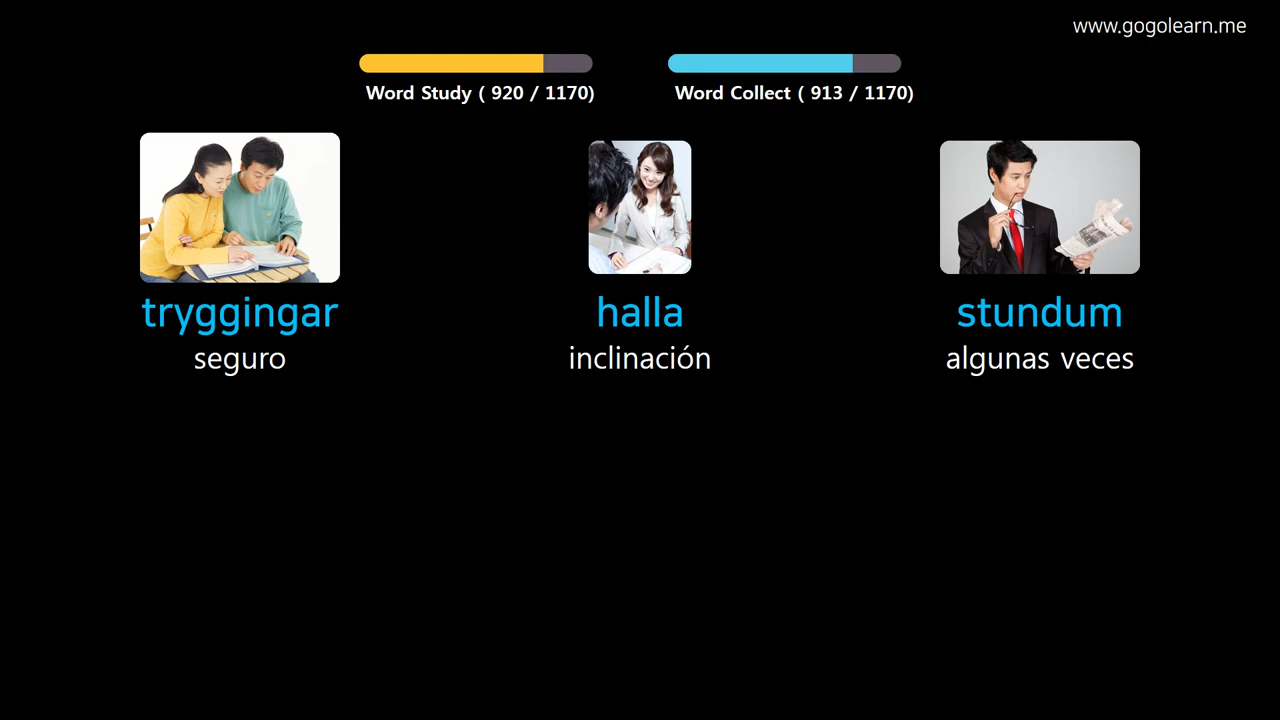 www.gogolearn.me
Word Study ( 920 / 1170)
Word Collect ( 913 / 1170)
tryggingar
seguro
halla
inclinación
stundum
algunas veces